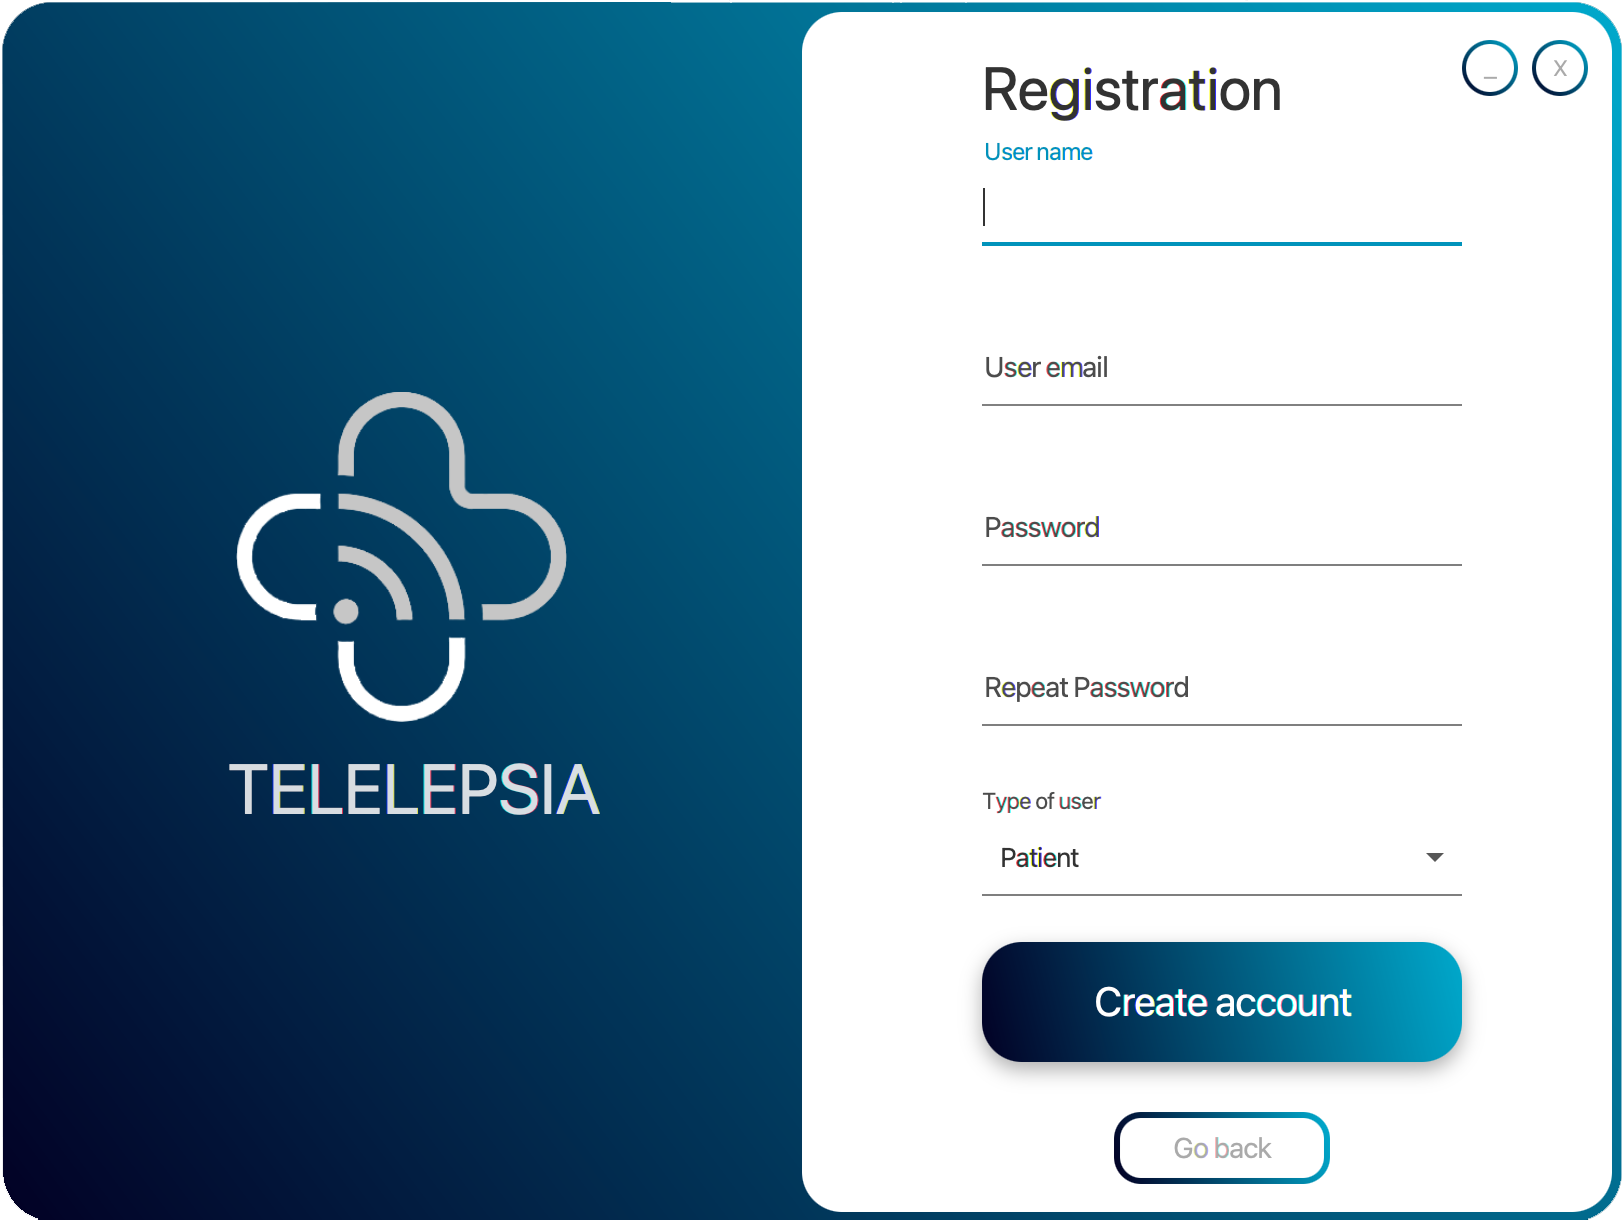 TELELEPSIA
_
X
Registration
User name
User email
Password
Repeat Password
Type of user
Patient
Create account
Go back